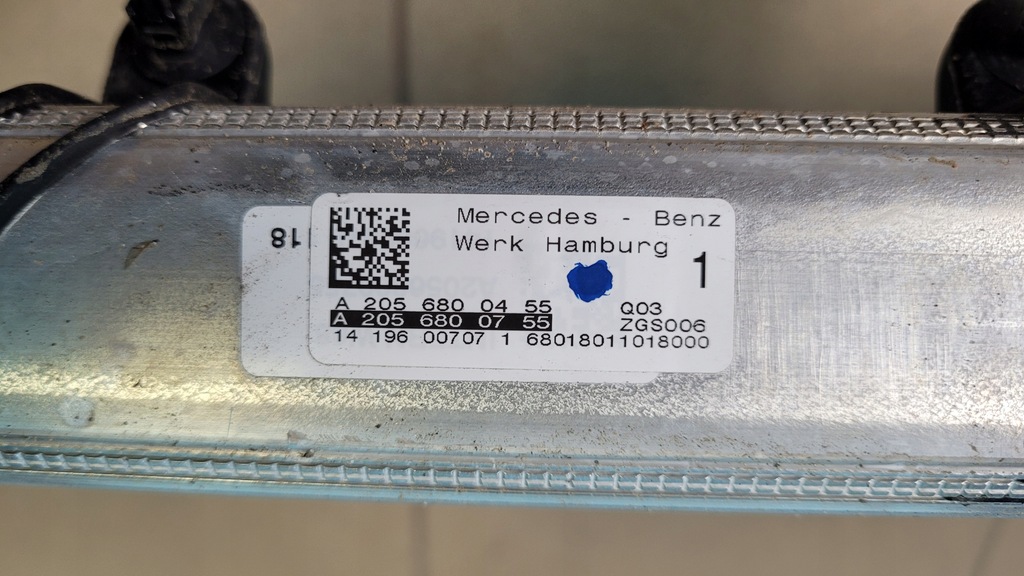 Mercedes - Benz
Werk Hamburg
1
A 205 680 04 55 Q03
A 205 680 07 55 ZGS006
14 196 00707 1 68018011018000